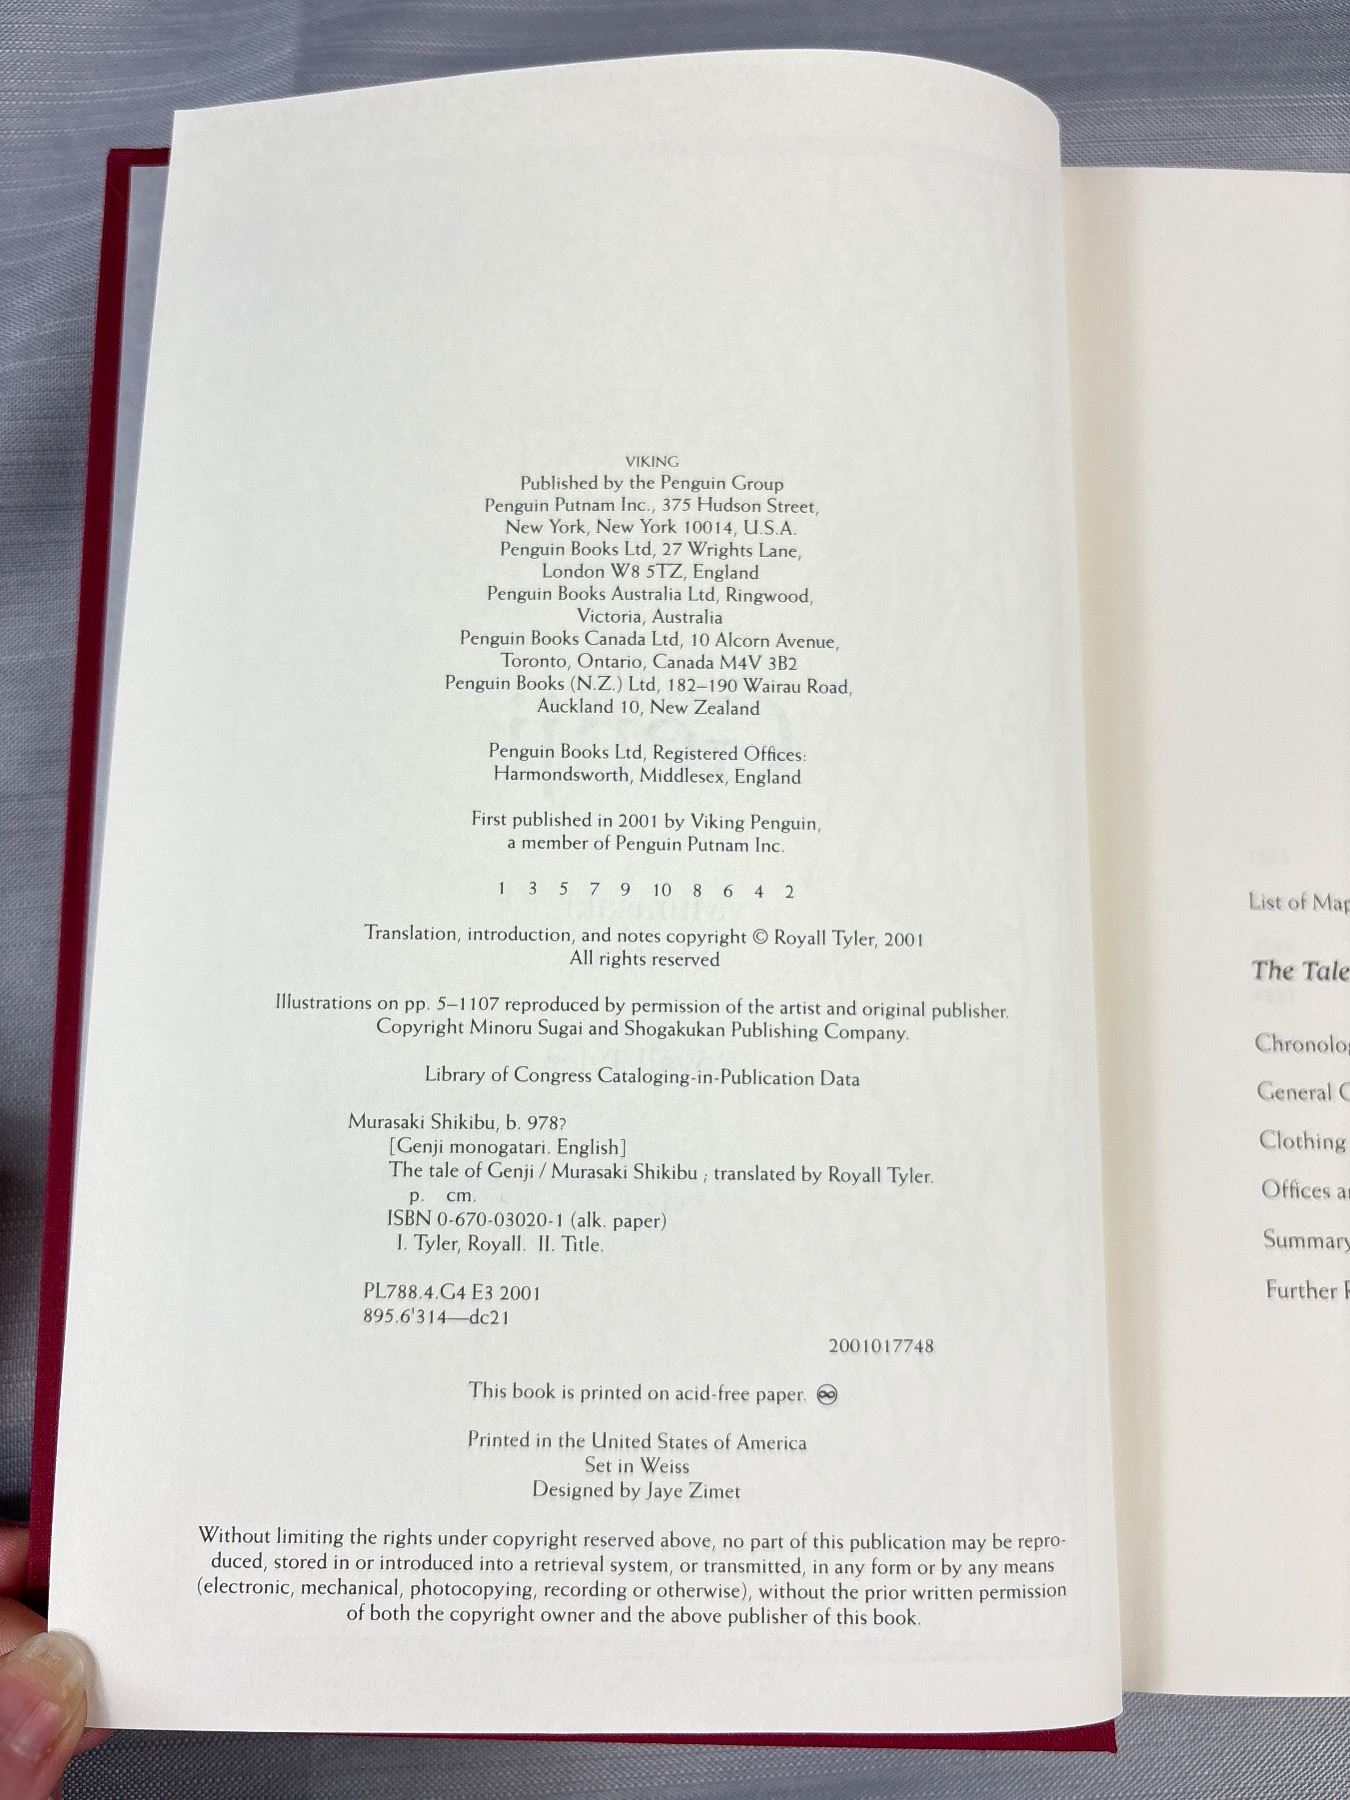 VIKING
Published by the Penguin Group
Penguin Putnam Inc., 375 Hudson Street,
New York, New York 10014, U.S.A.
Penguin Books Ltd, 27 Wrights Lane,
London W8 5TZ, England
Penguin Books Australia Ltd, Ringwood,
Victoria, Australia
Penguin Books Canada Ltd, 10 Alcorn Avenue,
Toronto, Ontario, Canada M4V 3B2
Penguin Books (N.Z.) Ltd, 182–190 Wairau Road,
Auckland 10, New Zealand
Penguin Books Ltd, Registered Offices:
Harmondsworth, Middlesex, England
First published in 2001 by Viking Penguin,
a member of Penguin Putnam Inc.
1 3 5 7 9 10 8 6 4 2
Translation, introduction, and notes copyright © Royall Tyler, 2001
All rights reserved
Illustrations on pp. 5–1107 reproduced by permission of the artist and original publisher.
Copyright Minoru Sugai and Shogakukan Publishing Company.
Library of Congress Cataloging-in-Publication Data
Murasaki Shikibu, b. 978?
[Genji monogatari. English]
The tale of Genji / Murasaki Shikibu ; translated by Royall Tyler.
p. cm.
ISBN 0-670-03020-1 (alk. paper)
I. Tyler, Royall. II. Title.
PL788.4.G4 E3 2001
895.6'314—dc21
2001017748
This book is printed on acid-free paper. ♾
Printed in the United States of America
Set in Weiss
Designed by Jaye Zimet
Without limiting the rights under copyright reserved above, no part of this publication may be repro-
duced, stored in or introduced into a retrieval system, or transmitted, in any form or by any means
(electronic, mechanical, photocopying, recording or otherwise), without the prior written permission
of both the copyright owner and the above publisher of this book.
List of
The Tale
General
Clothing
Offices
Summary
Further